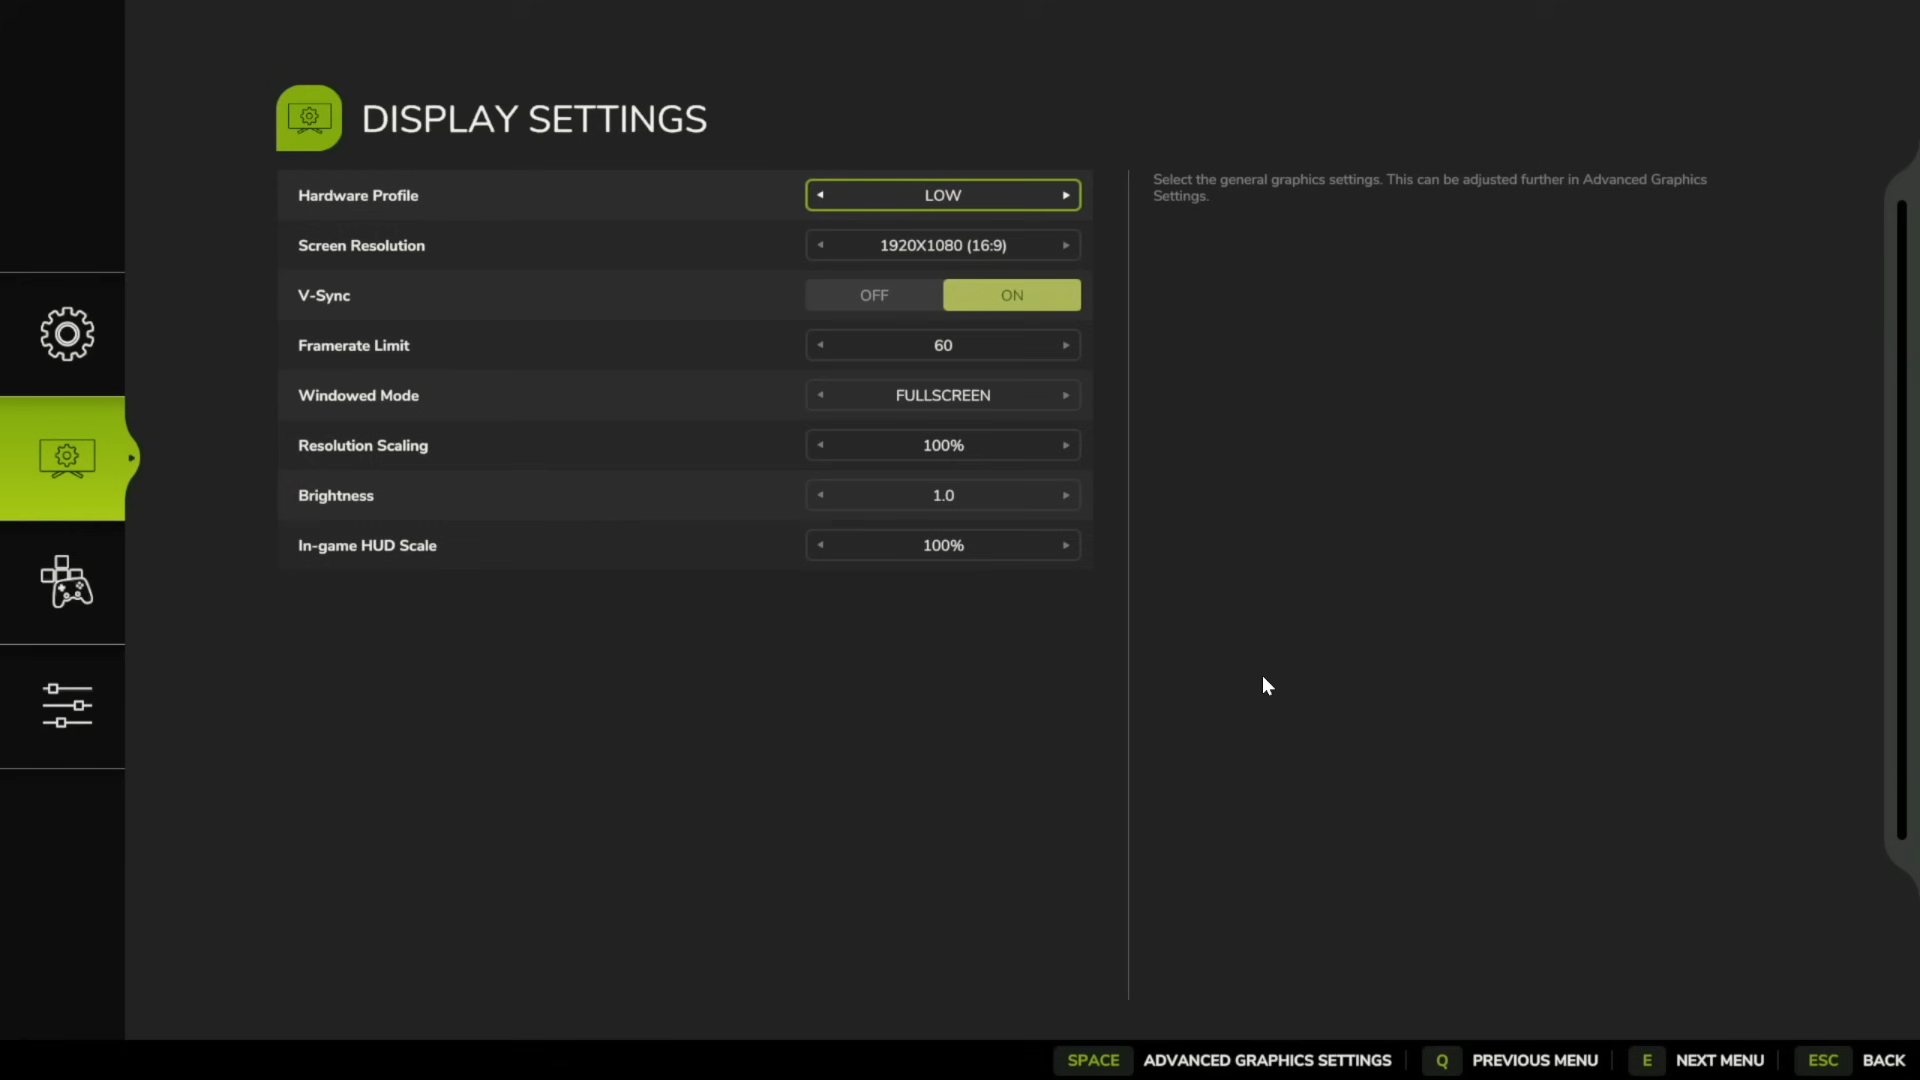 DISPLAY SETTINGS
Hardware Profile
LOW
Select the general graphics settings. This can be adjusted further in Advanced Graphics
Settings.
Screen Resolution
1920X1080 (16:9)
V-Sync
OFF
ON
Framerate Limit
60
Windowed Mode
FULLSCREEN
Resolution Scaling
100%
Brightness
1.0
In-game HUD Scale
100%
SPACE ADVANCED GRAPHICS SETTINGS Q PREVIOUS MENU E NEXT MENU ESC BACK